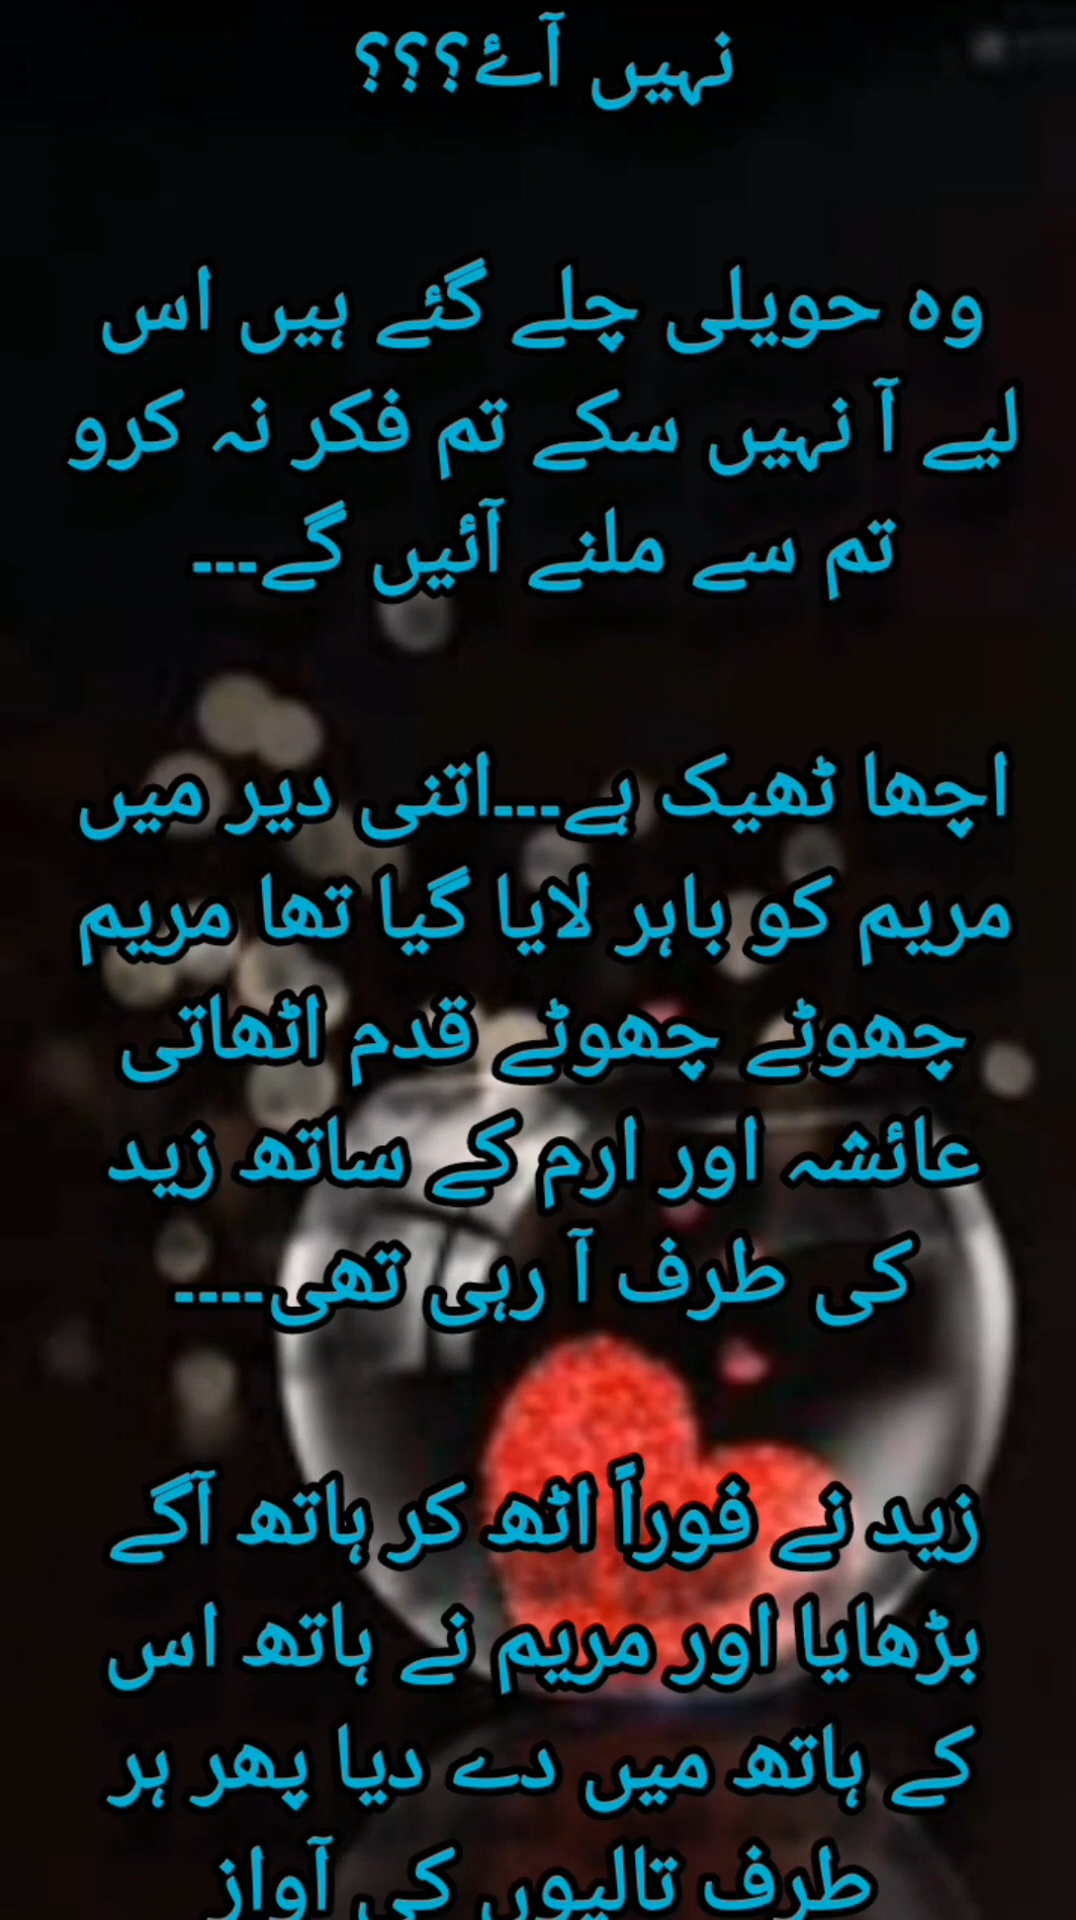 نہیں آۓ؟؟؟
وہ حویلی چلے گئے ہیں اس
لیے آ نہیں سکے تم فکر نہ کرو
تم سے ملنے آئیں گے---
اچھا ٹھیک ہے---اتنی دیر میں
مریم کو باہر لایا گیا تھا مریم
چھوٹے چھوٹے قدم اٹھاتی
عائشہ اور ارم کے ساتھ زید
کی طرف آ رہی تھی----
زید نے فوراً اٹھ کر ہاتھ آگے
بڑھایا اور مریم نے ہاتھ اس
کے ہاتھ میں دے دیا پھر ہر
طرف تالیوں کی آواز